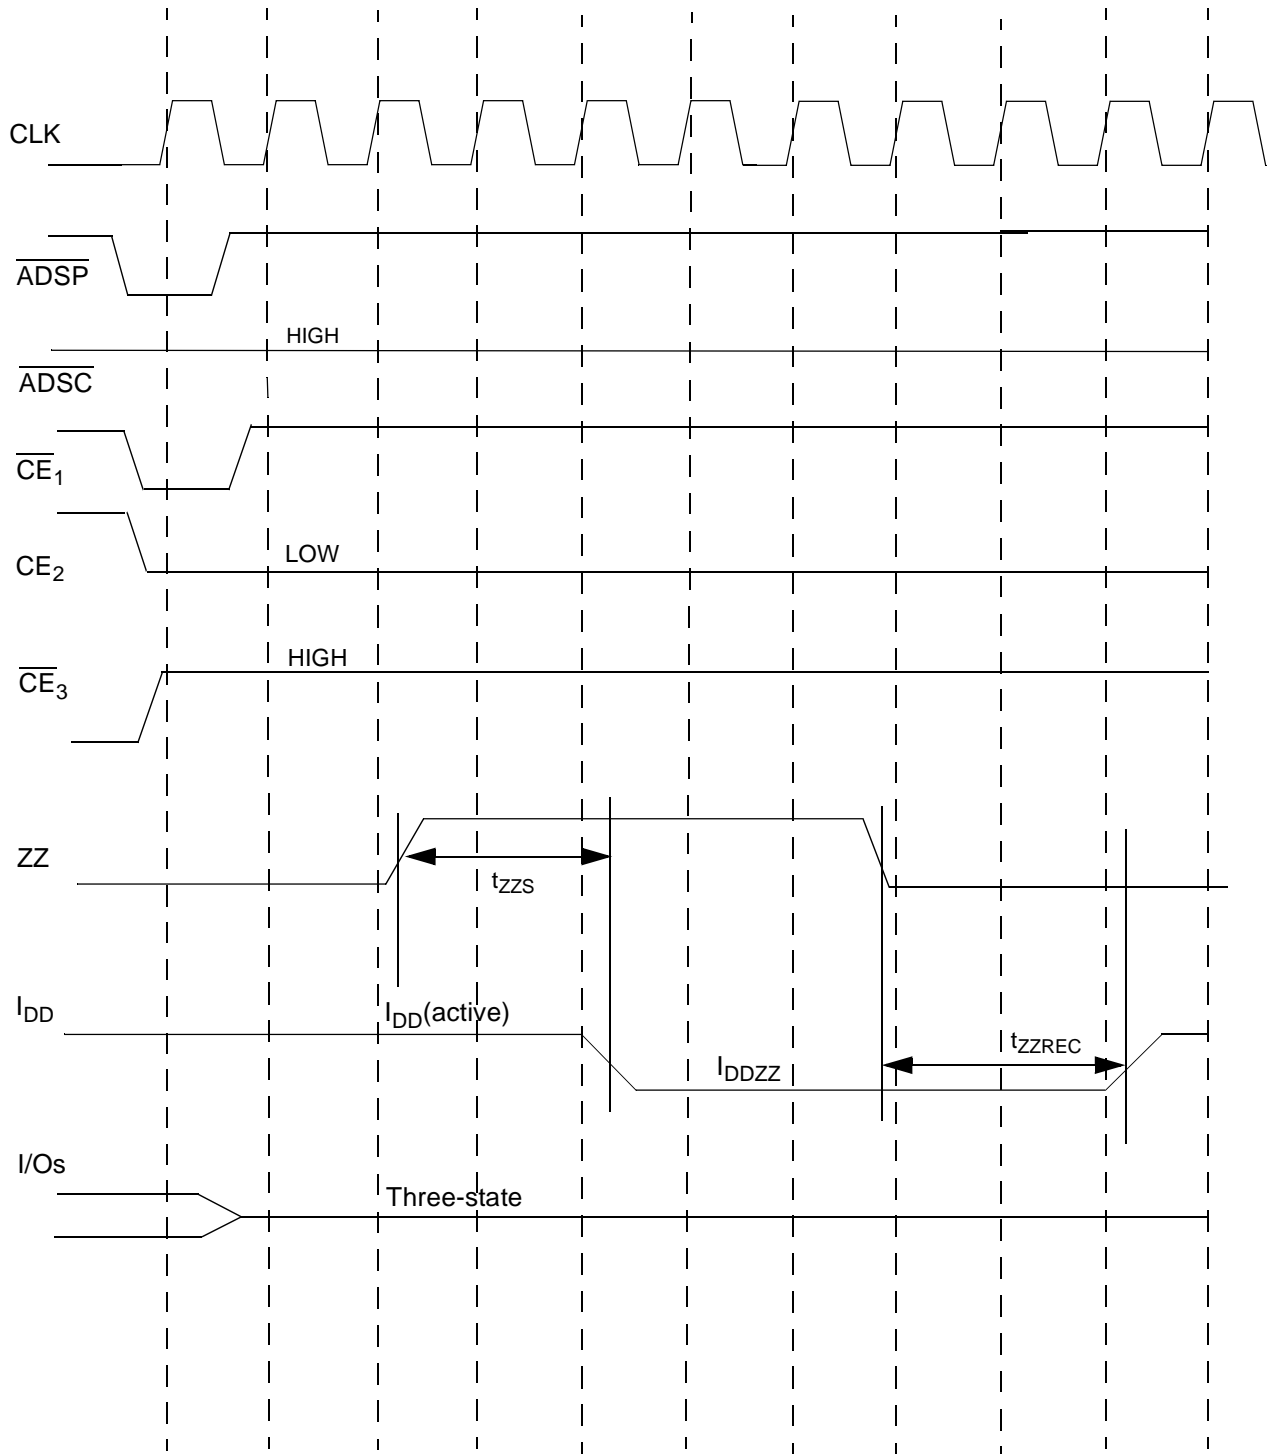 CLK
ADSP
HIGH
ADSC
CE1
LOW
CE2
HIGH
CE3
ZZ
tZZS
IDD
IDD(active)
tZZREC
IDDZZ
I/Os
Three-state